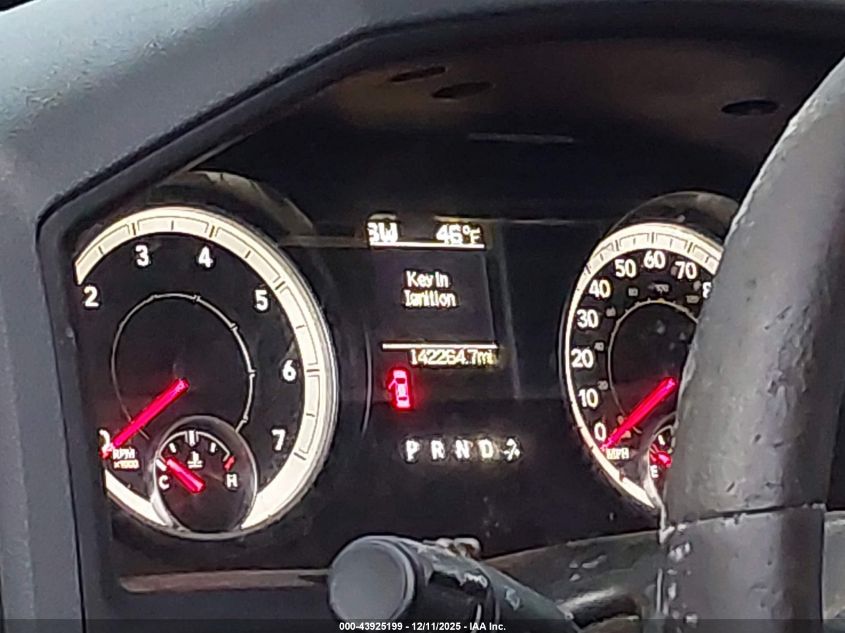 SW 46°F
Key In
Ignition
142264.7mi
P R N D
2 3 4 5 6 7
RPM
x1000
C H
0 10 20 30 40 50 60 70
MPH
E
000-43925199 - 12/11/2025 - IAA Inc.